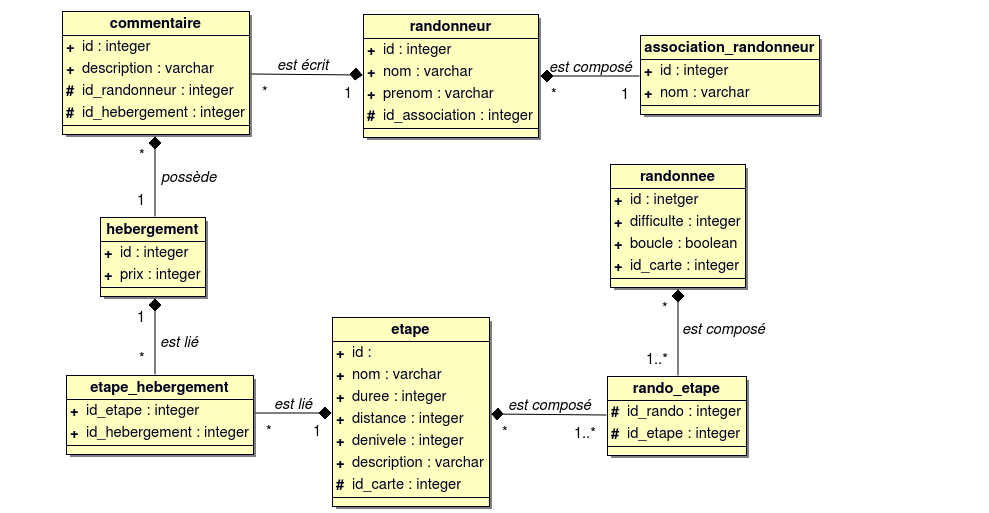 commentaire
+ id : integer
+ description : varchar
# id_randonneur : integer
# id_hebergement : integer
est écrit
*
1
randonneur
+ id : integer
+ nom : varchar
+ prenom : varchar
# id_association : integer
est composé
*
1
association_randonneur
+ id : integer
+ nom : varchar
*
possède
1
hebergement
+ id : integer
+ prix : integer
randonnee
+ id : inetger
+ difficulte : integer
+ boucle : boolean
+ id_carte : integer
1
est lié
*
*
est composé
1..*
etape_hebergement
+ id_etape : integer
+ id_hebergement : integer
est lié
*
1
etape
+ id :
+ nom : varchar
+ duree : integer
+ distance : integer
+ denivele : integer
+ description : varchar
# id_carte : integer
est composé
*
1..*
rando_etape
# id_rando : integer
# id_etape : integer